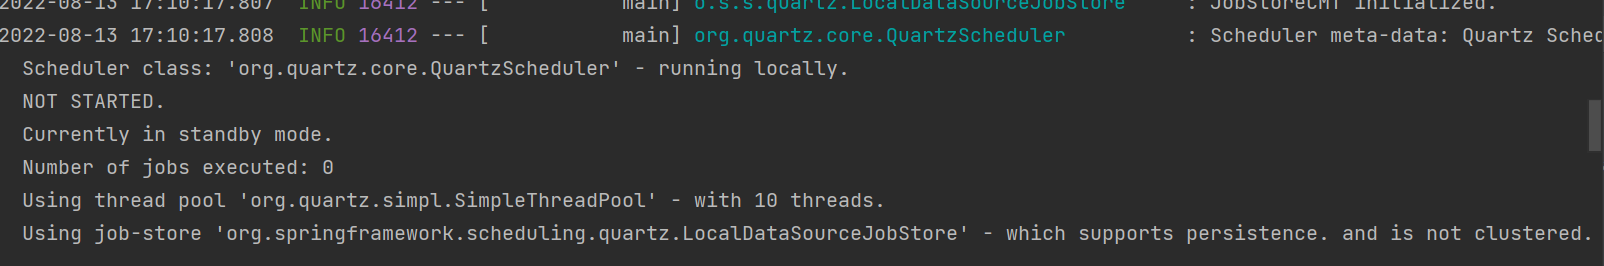 2022-08-13 17:10:17.807  INFO 16412 --- [           main] o.s.s.quartz.LocalDataSourceJobStore     : JobStoreCMT initialized.
2022-08-13 17:10:17.808  INFO 16412 --- [           main] org.quartz.core.QuartzScheduler          : Scheduler meta-data: Quartz
Scheduler class: 'org.quartz.core.QuartzScheduler' - running locally.
NOT STARTED.
Currently in standby mode.
Number of jobs executed: 0
Using thread pool 'org.quartz.simpl.SimpleThreadPool' - with 10 threads.
Using job-store 'org.springframework.scheduling.quartz.LocalDataSourceJobStore' - which supports persistence. and is not clustered.